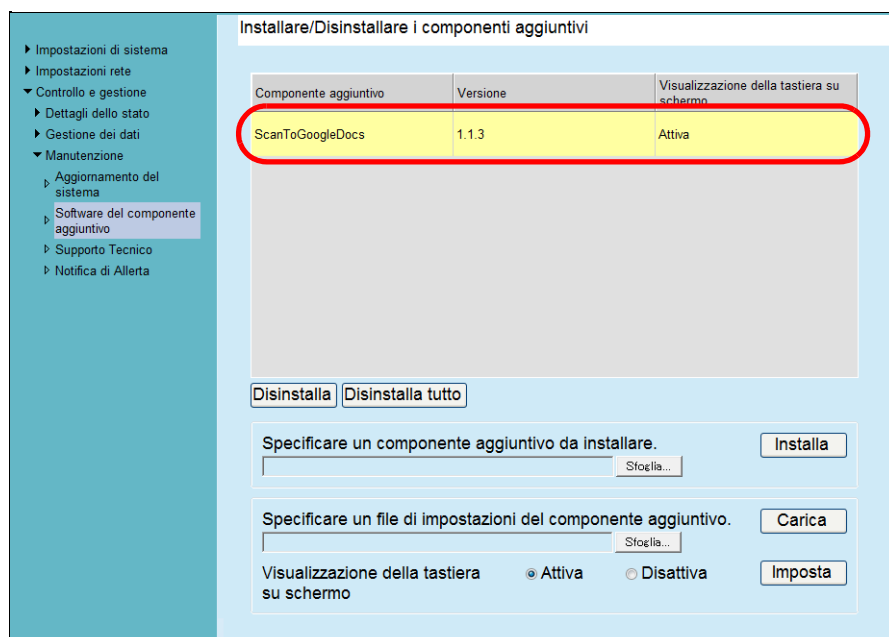 Installare/Disinstallare i componenti aggiuntivi
Impostazioni di sistema
Impostazioni rete
Controllo e gestione
Dettagli dello stato
Gestione dei dati
Manutenzione
Aggiornamento del
sistema
Software del componente
aggiuntivo
Supporto Tecnico
Notifica di Allerta
Componente aggiuntivo Versione Visualizzazione della tastiera su
schermo
ScanToGoogleDocs 1.1.3 Attiva
Disinstalla Disinstalla tutto
Specificare un componente aggiuntivo da installare. Installa
Sfoglia...
Specificare un file di impostazioni del componente aggiuntivo. Carica
Sfoglia...
Visualizzazione della tastiera Attiva Disattiva Imposta
su schermo